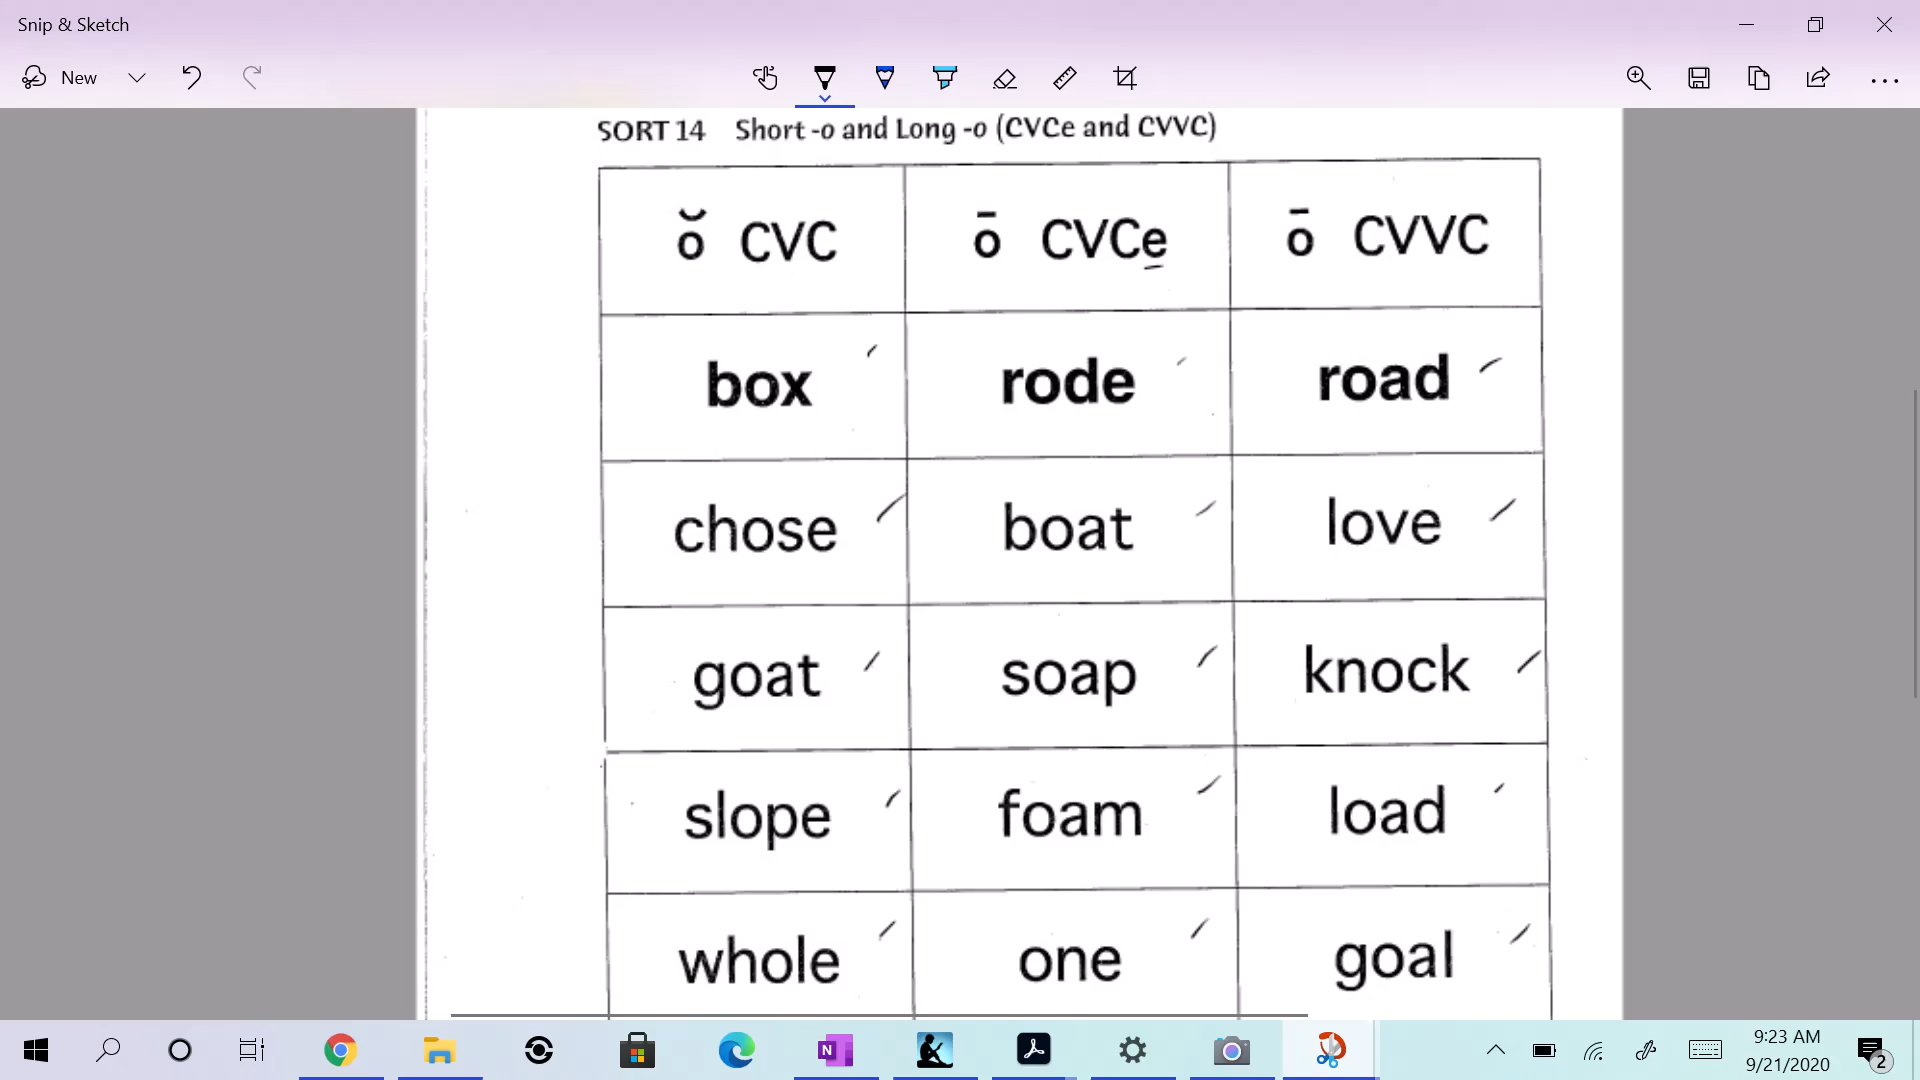 Snip & Sketch
New
SORT 14 Short -o and Long -o (CVCe and CVVC)
ŏ CVC ō CVCe ō CVVC
box rode road
chose boat love
goat soap knock
slope foam load
whole one goal
9:23 AM
9/21/2020
2